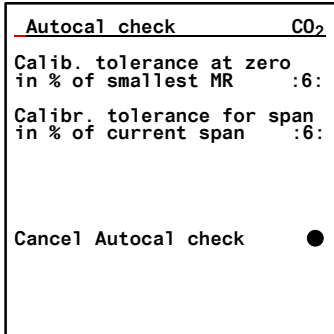 Autocal check CO₂
Calib. tolerance at zero
in % of smallest MR :6:
Calibr. tolerance for span
in % of current span :6:
Cancel Autocal check ●